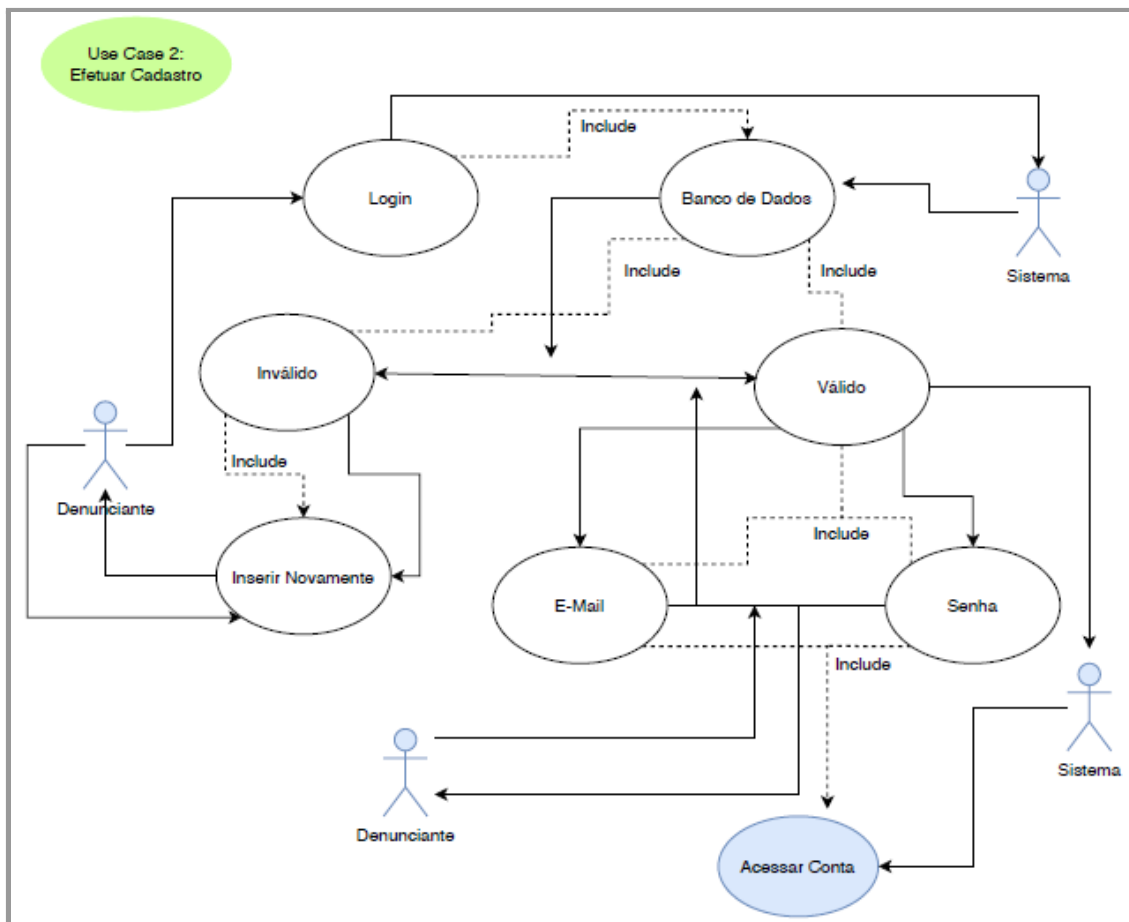 Use Case 2:
Efetuar Cadastro
Include
Login
Banco de Dados
Include
Include
Sistema
Inválido
Válido
Include
Denunciante
Include
Inserir Novamente
E-Mail
Senha
Include
Sistema
Denunciante
Acessar Conta